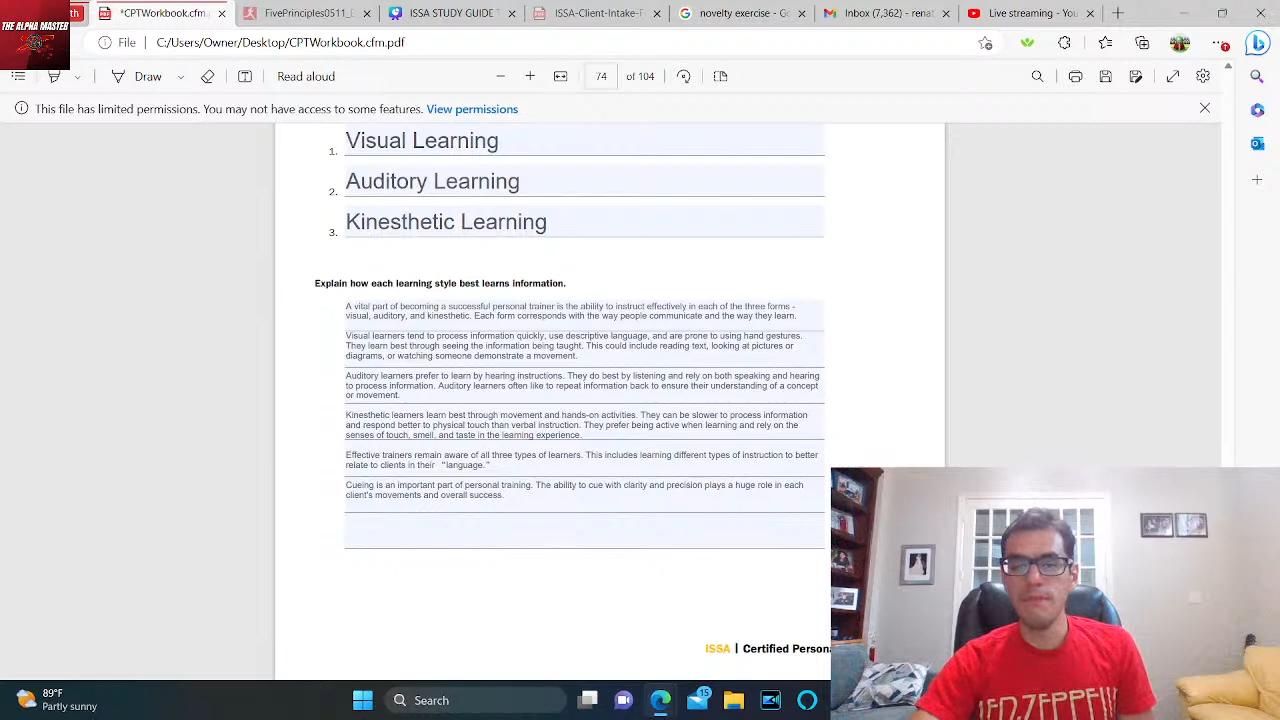 THE ALPHA MASTER
th
*CPTWorkbook.cfm
FivePrinciples0511_E
ISSA STUDY GUIDE
ISSA-Client-Intake-T
novelty exercise
Inbox (7,362) - renat
Live streaming - You
File
C:/Users/Owner/Desktop/CPTWorkbook.cfm.pdf
Draw
Read aloud
74
of 104
This file has limited permissions. You may not have access to some features. View permissions
1. Visual Learning
2. Auditory Learning
3. Kinesthetic Learning
Explain how each learning style best learns information.
A vital part of becoming a successful personal trainer is the ability to instruct effectively in each of the three forms -
visual, auditory, and kinesthetic. Each form corresponds with the way people communicate and the way they learn.
Visual learners tend to process information quickly, use descriptive language, and are prone to using hand gestures.
They learn best through seeing the information being taught. This could include reading text, looking at pictures or
diagrams, or watching someone demonstrate a movement.
Auditory learners prefer to learn by hearing instructions. They do best by listening and rely on both speaking and hearing
to process information. Auditory learners often like to repeat information back to ensure their understanding of a concept
or movement.
Kinesthetic learners learn best through movement and hands-on activities. They can be slower to process information
and respond better to physical touch than verbal instruction. They prefer being active when learning and rely on the
senses of touch, smell, and taste in the learning experience.
Effective trainers remain aware of all three types of learners. This includes learning different types of instruction to better
relate to clients in their "language."
Cueing is an important part of personal training. The ability to cue with clarity and precision plays a huge role in each
client's movements and overall success.
ISSA | Certified Persona
LED ZEPPELIN
89°F
Partly sunny
Search
15